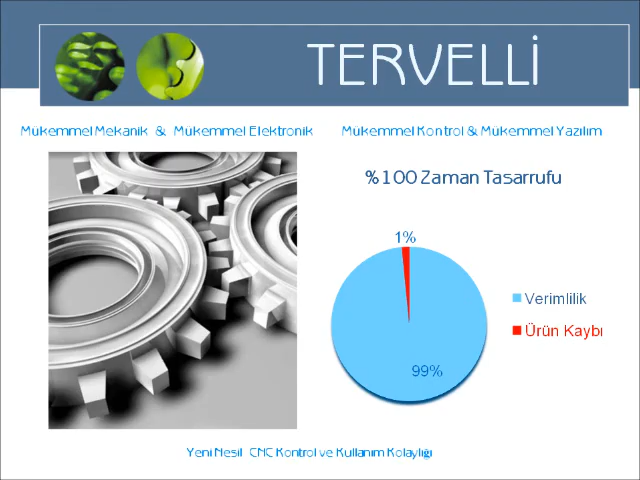 TERVELLİ
Mükemmel Mekanik & Mükemmel Elektronik
Mükemmel Kontrol & Mükemmel Yazılım
%100 Zaman Tasarrufu
1%
99%
Verimlilik
Ürün Kaybı
Yeni Nesil CNC Kontrol ve Kullanım Kolaylığı